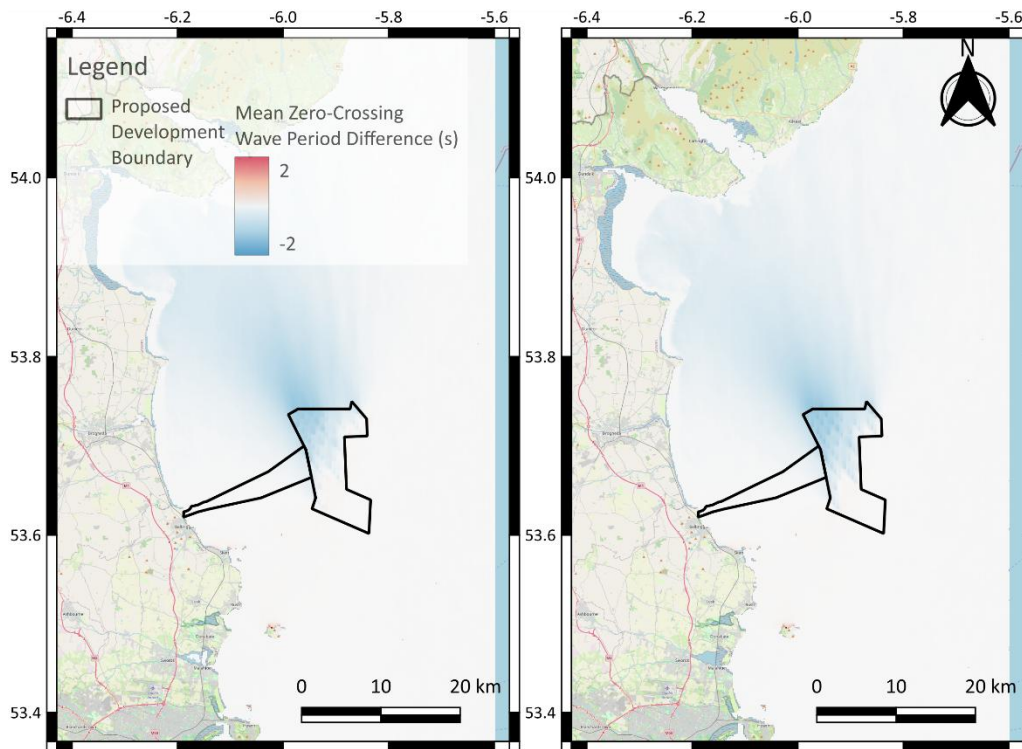 -6.4 -6.2 -6.0 -5.8 -5.6
-6.4 -6.2 -6.0 -5.8 -5.6
Legend
Proposed
Development
Boundary
Mean Zero-Crossing
Wave Period Difference (s)
2
-2
N
54.0
53.8
53.6
53.4
54.0
53.8
53.6
53.4
0 10 20 km
0 10 20 km